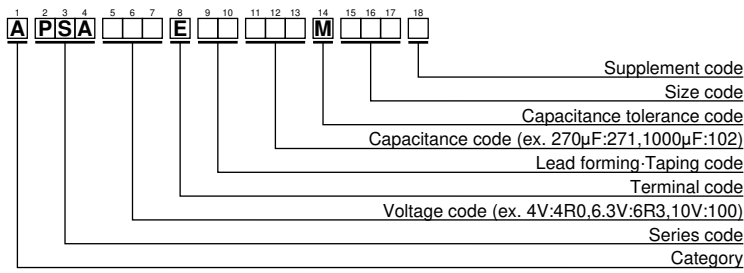 1 2 3 4 5 6 7 8 9 10 11 12 13 14 15 16 17 18
A P S A E M
Supplement code
Size code
Capacitance tolerance code
Capacitance code (ex. 270µF:271,1000µF:102)
Lead forming·Taping code
Terminal code
Voltage code (ex. 4V:4R0,6.3V:6R3,10V:100)
Series code
Category